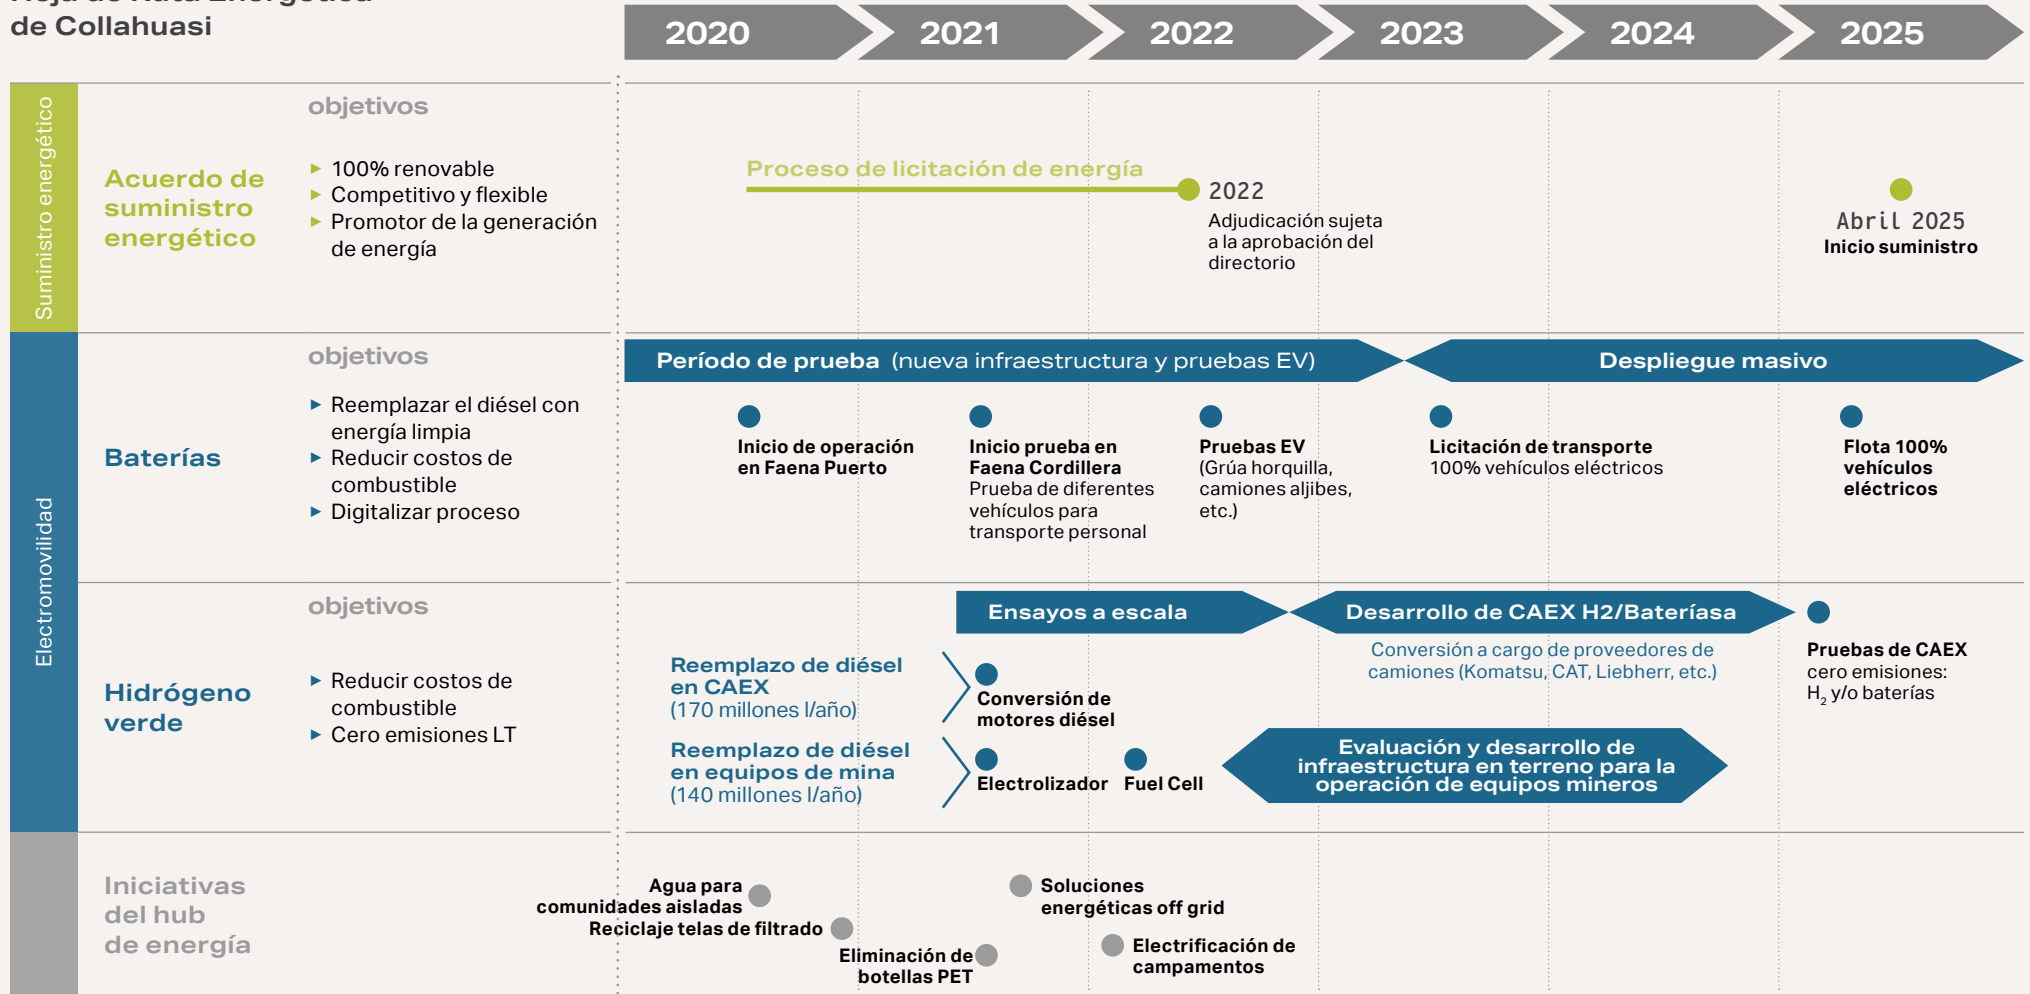 de Collahuasi
2020
2021
2022
2023
2024
2025
Suministro energético
Acuerdo de
suministro
energético
objetivos
► 100% renovable
► Competitivo y flexible
► Promotor de la generación
de energía
Proceso de licitación de energía
2022
Adjudicación sujeta
a la aprobación del
directorio
Abril 2025
Inicio suministro
Electromovilidad
Baterías
objetivos
► Reemplazar el diésel con
energía limpia
► Reducir costos de
combustible
► Digitalizar proceso
Período de prueba (nueva infraestructura y pruebas EV)
Despliegue masivo
Inicio de operación
en Faena Puerto
Inicio prueba en
Faena Cordillera
Prueba de diferentes
vehículos para
transporte personal
Pruebas EV
(Grúa horquilla,
camiones aljibes,
etc.)
Licitación de transporte
100% vehículos eléctricos
Flota 100%
vehículos
eléctricos
Hidrógeno
verde
objetivos
► Reducir costos de
combustible
► Cero emisiones LT
Ensayos a escala
Desarrollo de CAEX H2/Bateríasa
Conversión a cargo de proveedores de
camiones (Komatsu, CAT, Liebherr, etc.)
Pruebas de CAEX
cero emisiones:
H₂ y/o baterías
Reemplazo de diésel
en CAEX
(170 millones l/año)
Conversión de
motores diésel
Reemplazo de diésel
en equipos de mina
(140 millones l/año)
Electrolizador
Fuel Cell
Evaluación y desarrollo de
infraestructura en terreno para la
operación de equipos mineros
Iniciativas
del hub
de energía
Agua para
comunidades aisladas
Reciclaje telas de filtrado
Eliminación de
botellas PET
Soluciones
energéticas off grid
Electrificación de
campamentos